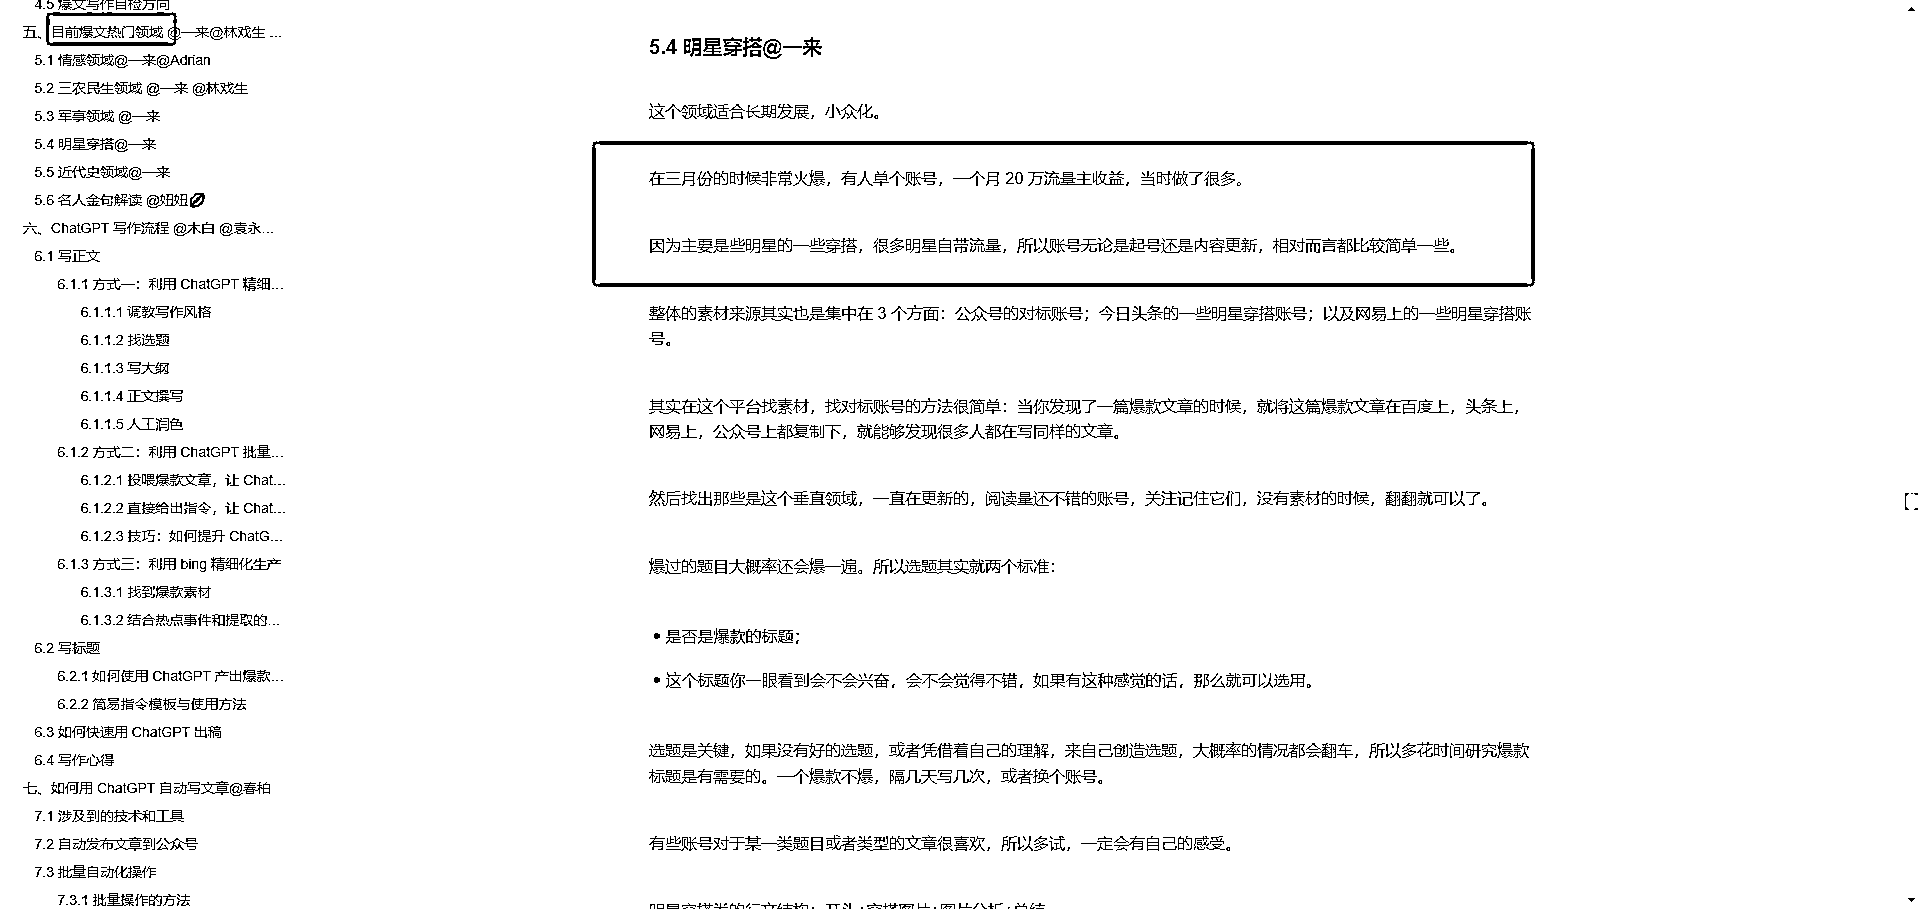 4.5 爆文写作自检方向
五、目前爆文热门领域 @一来@林戏生 ...
5.1 情感领域@一来@Adrian
5.2 三农民生领域 @一来 @林戏生
5.3 军事领域 @一来
5.4 明星穿搭@一来
5.5 近代史领域@一来
5.6 名人金句解读 @妞妞
六、ChatGPT 写作流程 @木白 @袁永...
6.1 写正文
6.1.1 方式一：利用 ChatGPT 精细...
6.1.1.1 调教写作风格
6.1.1.2 找选题
6.1.1.3 写大纲
6.1.1.4 正文撰写
6.1.1.5 人工润色
6.1.2 方式二：利用 ChatGPT 批量...
6.1.2.1 投喂爆款文章，让 Chat...
6.1.2.2 直接给出指令，让 Chat...
6.1.2.3 技巧：如何提升 ChatG...
6.1.3 方式三：利用 bing 精细化生产
6.1.3.1 找到爆款素材
6.1.3.2 结合热点事件和提取的...
6.2 写标题
6.2.1 如何使用 ChatGPT 产出爆款...
6.2.2 简易指令模板与使用方法
6.3 如何快速用 ChatGPT 出稿
6.4 写作心得
七、如何用 ChatGPT 自动写文章@春柏
7.1 涉及到的技术和工具
7.2 自动发布文章到公众号
7.3 批量自动化操作
7.3.1 批量操作的方法
5.4 明星穿搭@一来
这个领域适合长期发展，小众化。
在三月份的时候非常火爆，有人单个账号，一个月 20 万流量主收益，当时做了很多。
因为主要是些明星的一些穿搭，很多明星自带流量，所以账号无论是起号还是内容更新，相对而言都比较简单一些。
整体的素材来源其实也是集中在 3 个方面：公众号的对标账号；今日头条的一些明星穿搭账号；以及网易上的一些明星穿搭账
号。
其实在这个平台找素材，找对标账号的方法很简单：当你发现了一篇爆款文章的时候，就将这篇爆款文章在百度上，头条上，
网易上，公众号上都复制下，就能够发现很多人都在写同样的文章。
然后找出那些是这个垂直领域，一直在更新的，阅读量还不错的账号，关注记住它们，没有素材的时候，翻翻就可以了。
爆过的题目大概率还会爆一遍。所以选题其实就两个标准：
• 是否是爆款的标题；
• 这个标题你一眼看到会不会兴奋，会不会觉得不错，如果有这种感觉的话，那么就可以选用。
选题是关键，如果没有好的选题，或者凭借着自己的理解，来自己创造选题，大概率的情况都会翻车，所以多花时间研究爆款
标题是有需要的。一个爆款不爆，隔几天写几次，或者换个账号。
有些账号对于某一类题目或者类型的文章很喜欢，所以多试，一定会有自己的感受。
明星穿搭类的行文结构：开头+穿搭图片+图片分析+总结